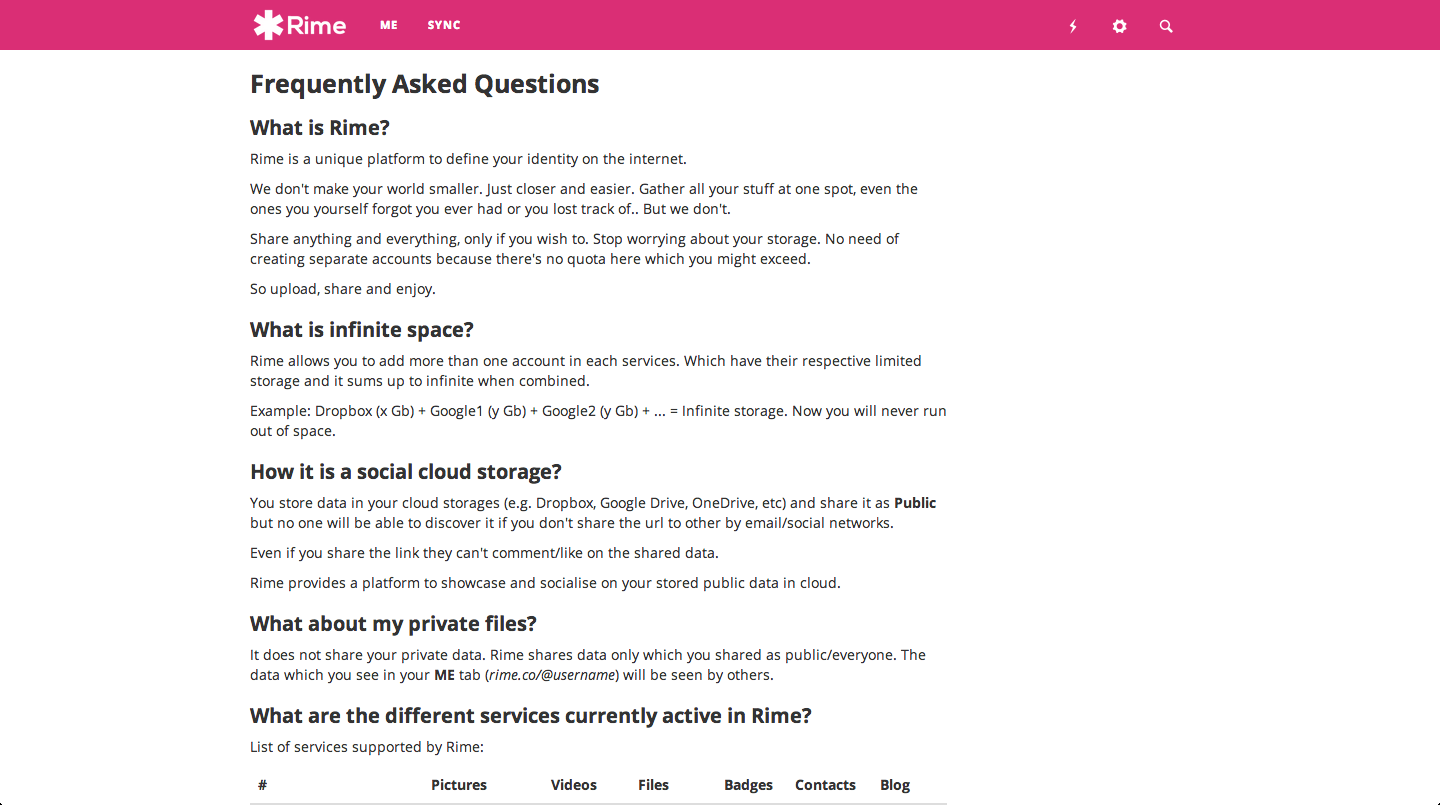 Rime ME SYNC
Frequently Asked Questions
What is Rime?
Rime is a unique platform to define your identity on the internet.
We don't make your world smaller. Just closer and easier. Gather all your stuff at one spot, even the
ones you yourself forgot you ever had or you lost track of.. But we don't.
Share anything and everything, only if you wish to. Stop worrying about your storage. No need of
creating separate accounts because there's no quota here which you might exceed.
So upload, share and enjoy.
What is infinite space?
Rime allows you to add more than one account in each services. Which have their respective limited
storage and it sums up to infinite when combined.
Example: Dropbox (x Gb) + Google1 (y Gb) + Google2 (y Gb) + ... = Infinite storage. Now you will never run
out of space.
How it is a social cloud storage?
You store data in your cloud storages (e.g. Dropbox, Google Drive, OneDrive, etc) and share it as Public
but no one will be able to discover it if you don't share the url to other by email/social networks.
Even if you share the link they can't comment/like on the shared data.
Rime provides a platform to showcase and socialise on your stored public data in cloud.
What about my private files?
It does not share your private data. Rime shares data only which you shared as public/everyone. The
data which you see in your ME tab (rime.co/@username) will be seen by others.
What are the different services currently active in Rime?
List of services supported by Rime:
# Pictures Videos Files Badges Contacts Blog